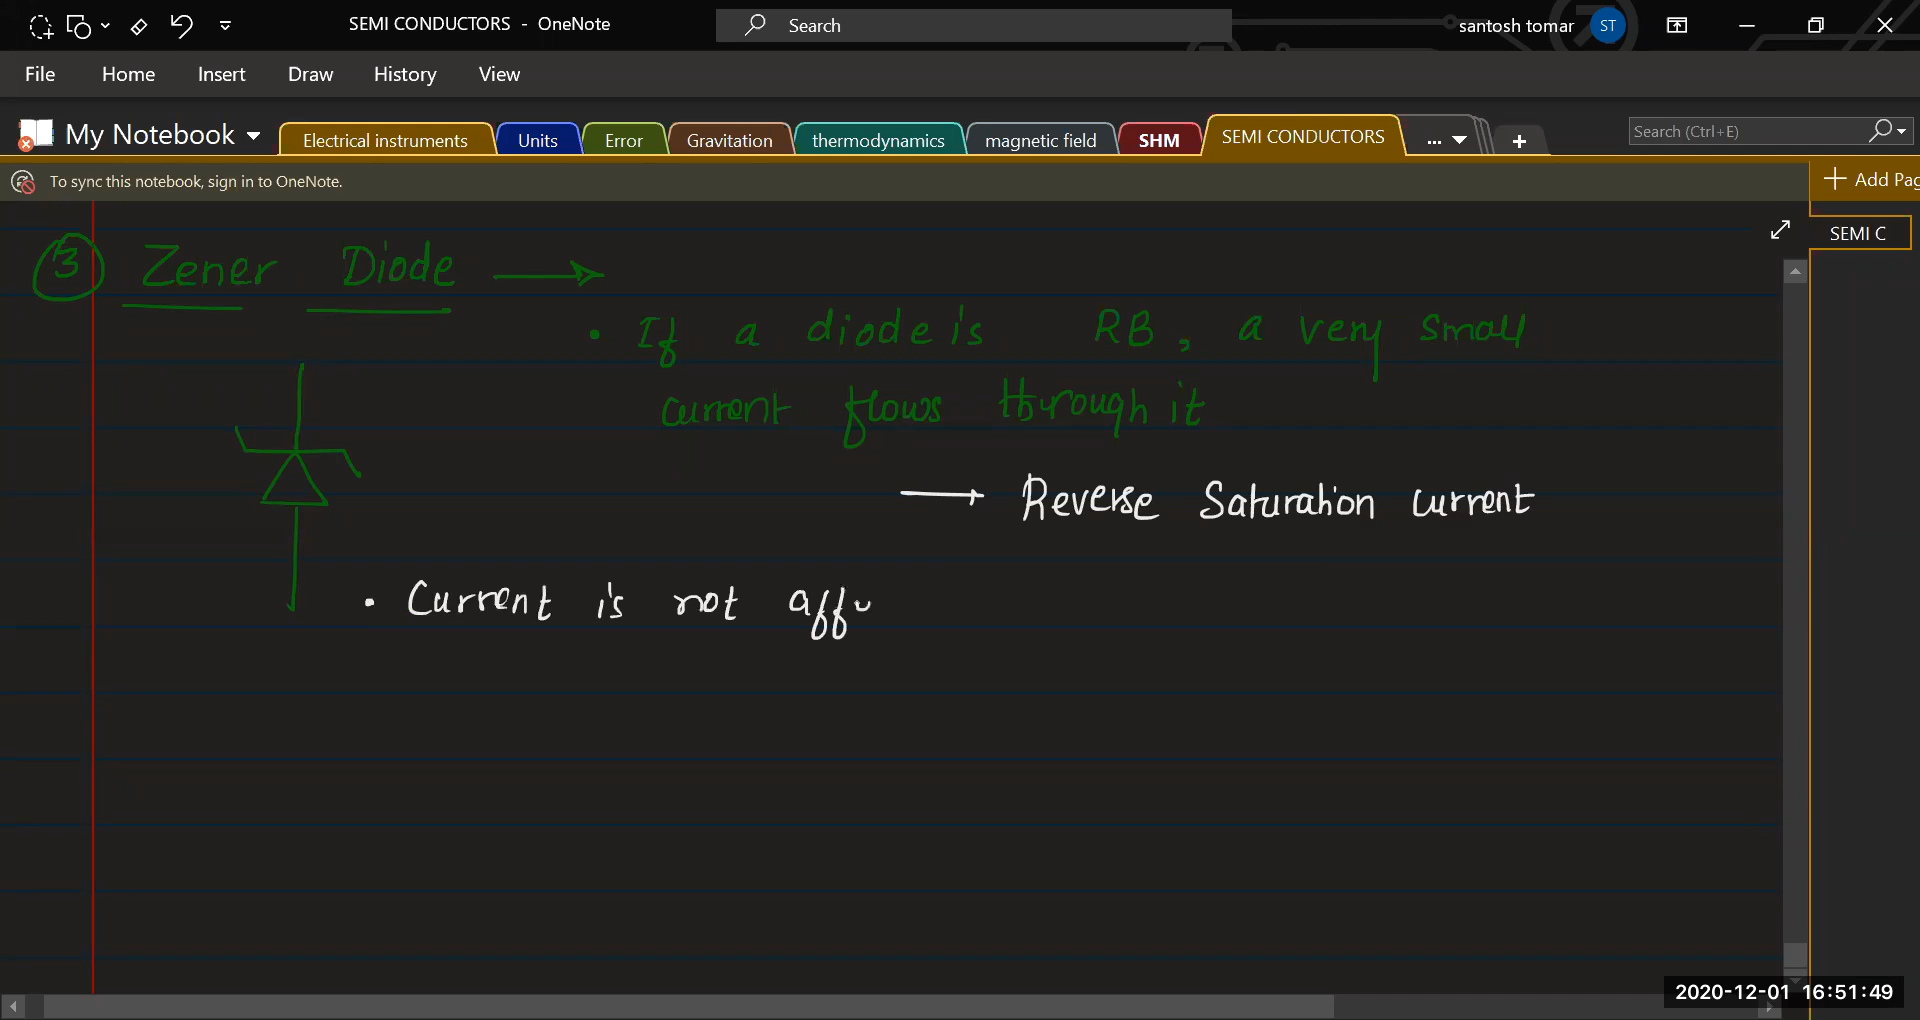 SEMI CONDUCTORS - OneNote
Search
santosh tomar
ST
File Home Insert Draw History View
My Notebook
Electrical instruments
Units
Error
Gravitation
thermodynamics
magnetic field
SHM
SEMI CONDUCTORS
...
Search (Ctrl+E)
To sync this notebook, sign in to OneNote.
Add Pag
SEMI C
3 Zener Diode →
• If a diode is RB, a very small
current flows through it
→ Reverse Saturation current
• Current is not aff
2020-12-01 16:51:49